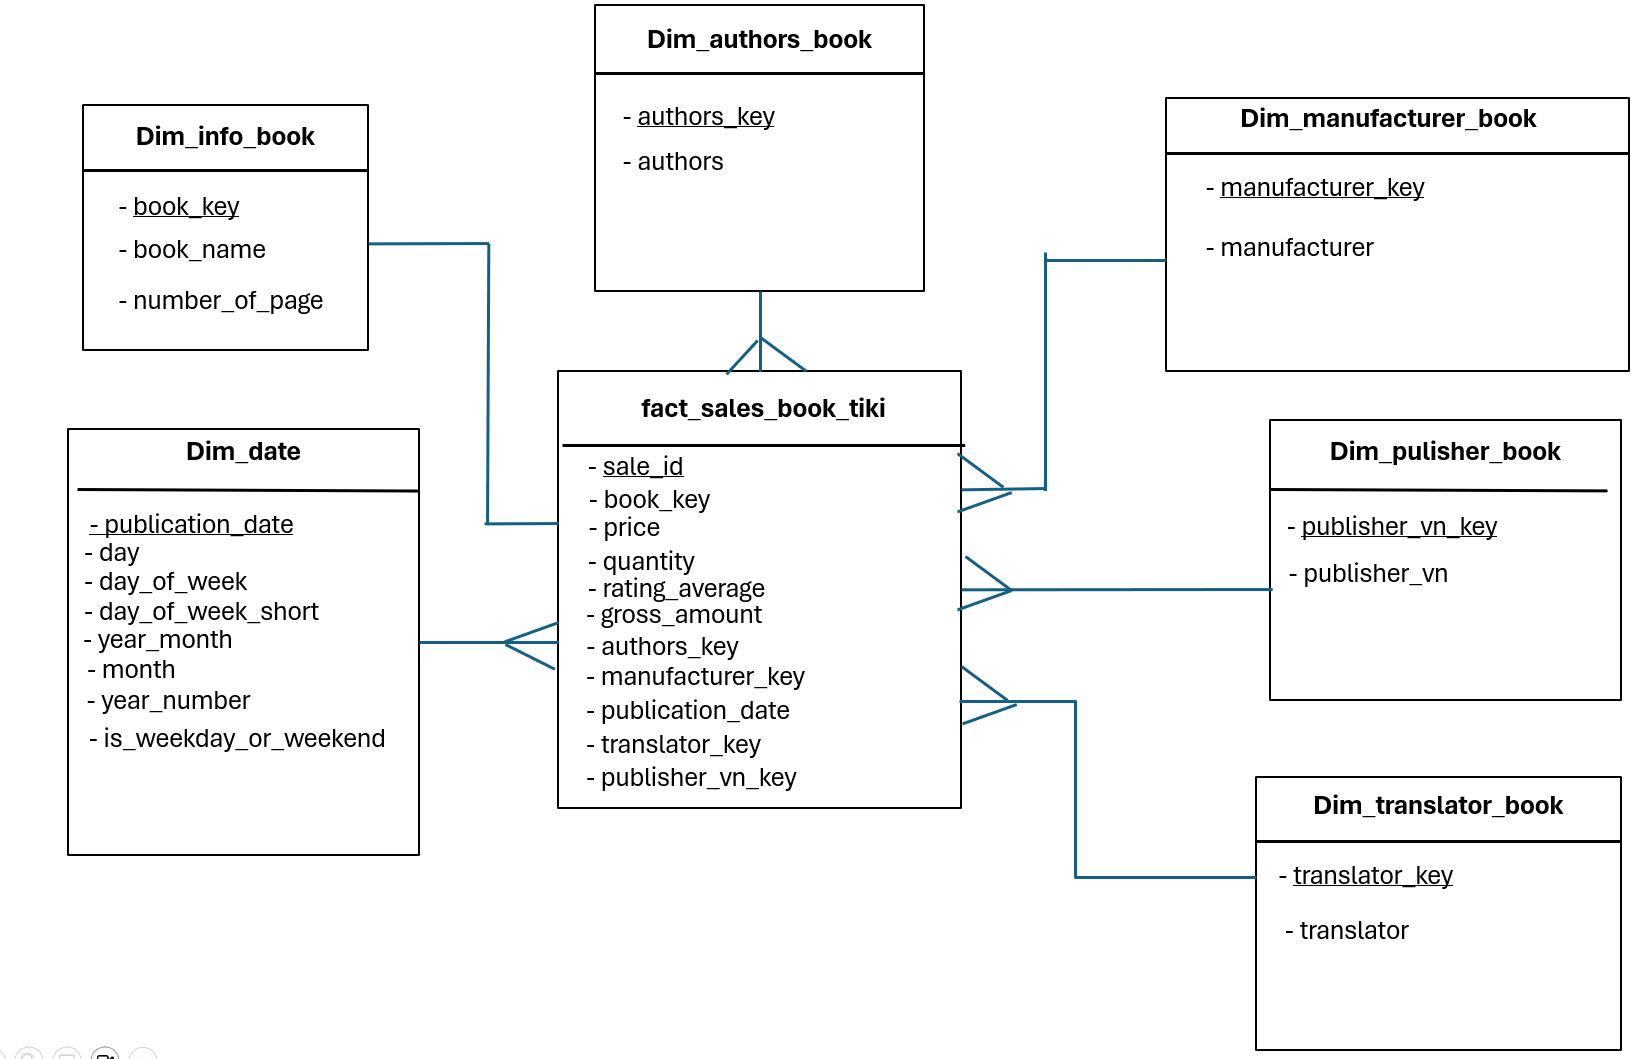 Dim_authors_book
- authors_key
- authors
Dim_info_book
- book_key
- book_name
- number_of_page
Dim_manufacturer_book
- manufacturer_key
- manufacturer
fact_sales_book_tiki
- sale_id
- book_key
- price
- quantity
- rating_average
- gross_amount
- authors_key
- manufacturer_key
- publication_date
- translator_key
- publisher_vn_key
Dim_date
- publication_date
- day
- day_of_week
- day_of_week_short
- year_month
- month
- year_number
- is_weekday_or_weekend
Dim_pulisher_book
- publisher_vn_key
- publisher_vn
Dim_translator_book
- translator_key
- translator